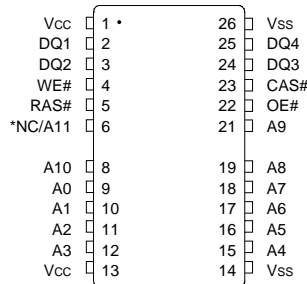 Vcc 1 26 Vss
DQ1 2 25 DQ4
DQ2 3 24 DQ3
WE# 4 23 CAS#
RAS# 5 22 OE#
*NC/A11 6 21 A9
A10 8 19 A8
A0 9 18 A7
A1 10 17 A6
A2 11 16 A5
A3 12 15 A4
Vcc 13 14 Vss